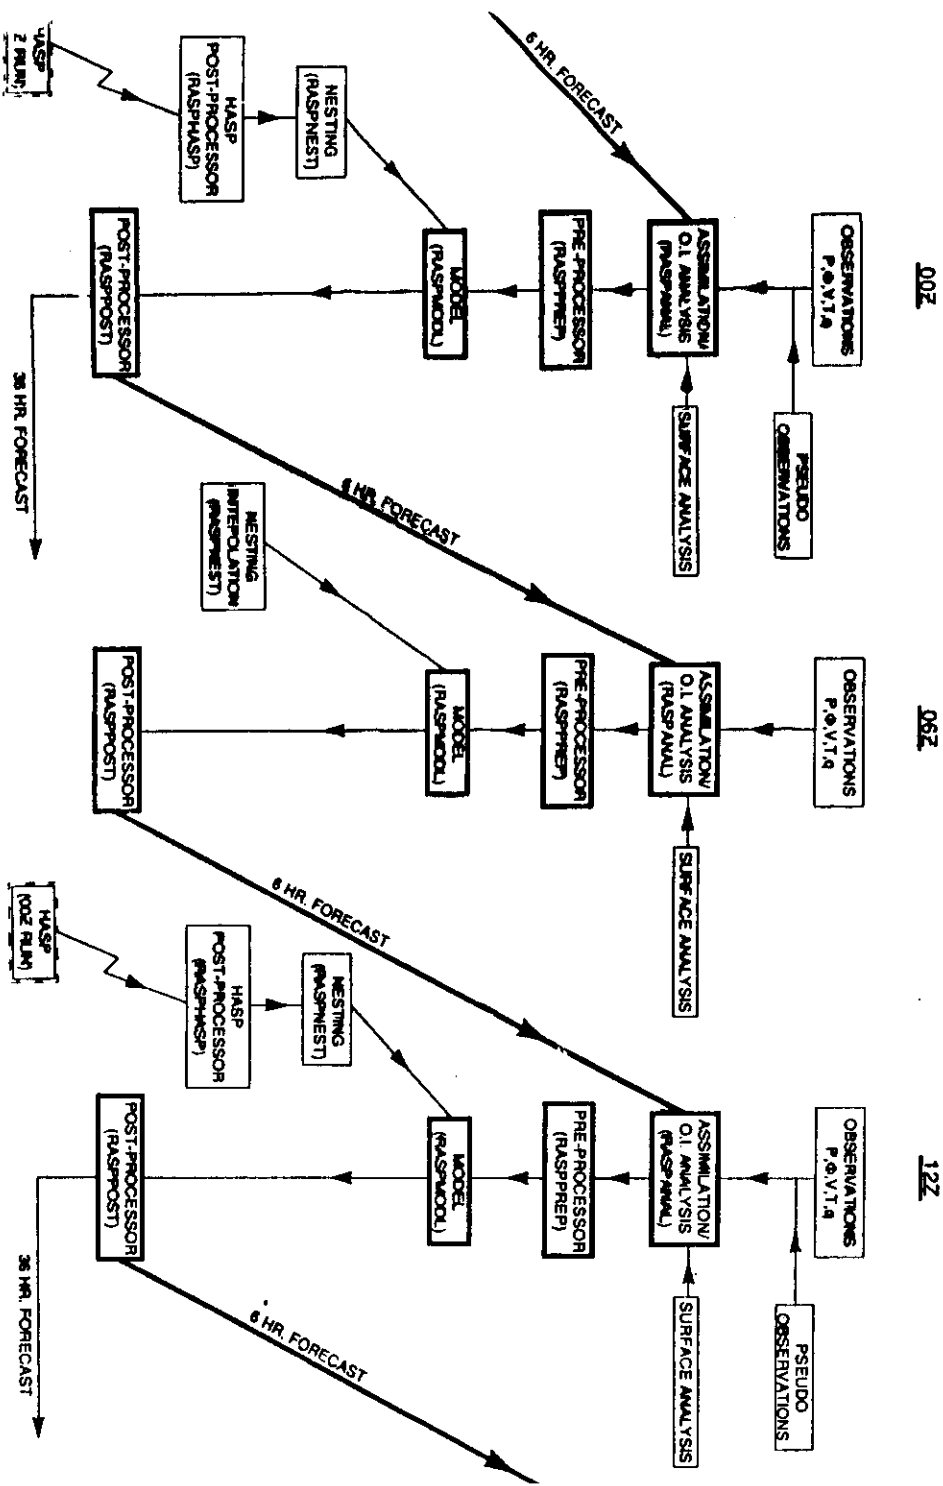 00Z
06Z
12Z
OBSERVATIONS
P,Φ,V,T,q
PSEUDO
OBSERVATIONS
6 HR. FORECAST
ASSIMILATION/
O.I. ANALYSIS
(RASPANAL)
SURFACE ANALYSIS
PRE-PROCESSOR
(RASPPREP)
NESTING
(RASPNEST)
MODEL
(RASPMODL)
HASP
POST-PROCESSOR
(RASPHASP)
HASP
Z RUN)
POST-PROCESSOR
(RASPPOST)
36 HR. FORECAST
OBSERVATIONS
P,Φ,V,T,q
6 HR. FORECAST
ASSIMILATION/
O.I. ANALYSIS
(RASPANAL)
SURFACE ANALYSIS
PRE-PROCESSOR
(RASPPREP)
MODEL
(RASPMODL)
NESTING
INTEPOLATION
(RASPNEST)
POST-PROCESSOR
(RASPPOST)
OBSERVATIONS
P,Φ,V,T,q
PSEUDO
OBSERVATIONS
6 HR. FORECAST
ASSIMILATION/
O.I. ANALYSIS
(RASPANAL)
SURFACE ANALYSIS
PRE-PROCESSOR
(RASPPREP)
NESTING
(RASPNEST)
MODEL
(RASPMODL)
HASP
POST-PROCESSOR
(RASPHASP)
HASP
(00Z RUN)
POST-PROCESSOR
(RASPPOST)
6 HR. FORECAST
36 HR. FORECAST